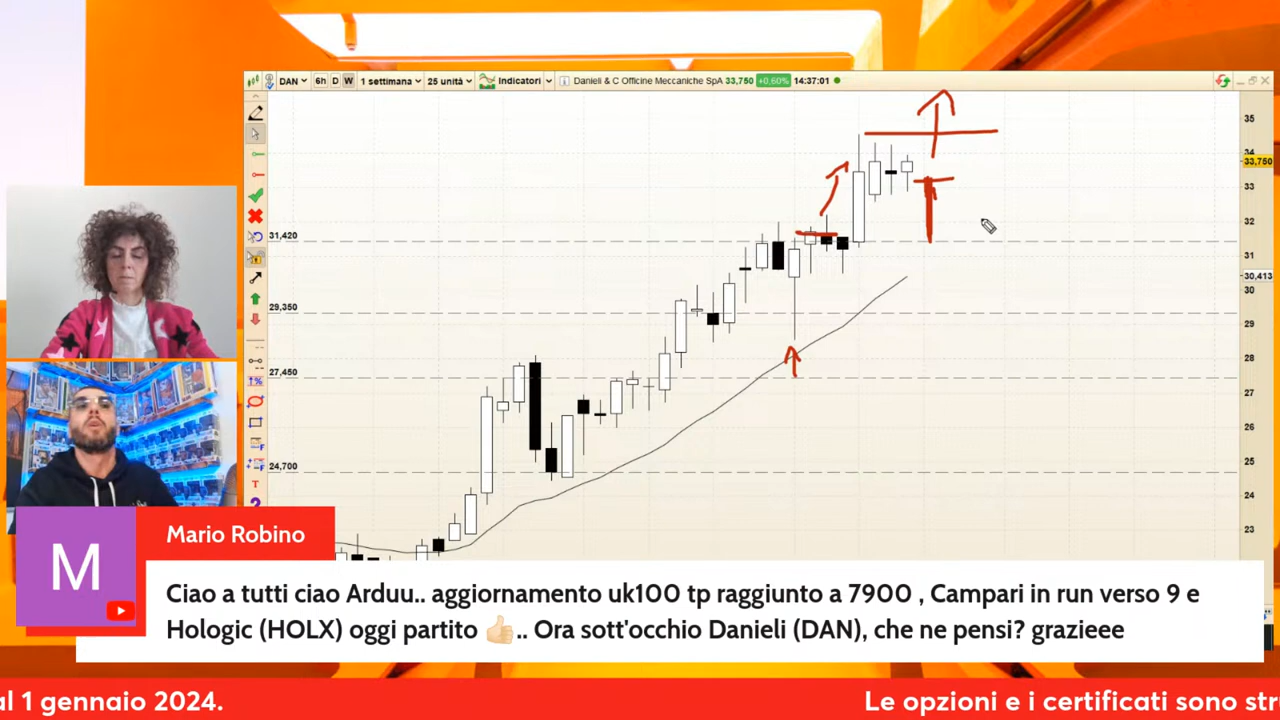 DAN 6h D W 1 settimana 25 unità Indicatori Danieli & C Officine Meccaniche SpA 33,750 +0,60% 14:37:01
35
34
33,750
33
32
31,420
31
30,413
30
29,350
29
28
27,450
27
26
25
24,700
24
23
T
?
M
Mario Robino
Ciao a tutti ciao Arduu.. aggiornamento uk100 tp raggiunto a 7900 , Campari in run verso 9 e
Hologic (HOLX) oggi partito 👍🏻.. Ora sott'occhio Danieli (DAN), che ne pensi? grazieee
al 1 gennaio 2024. Le opzioni e i certificati sono str